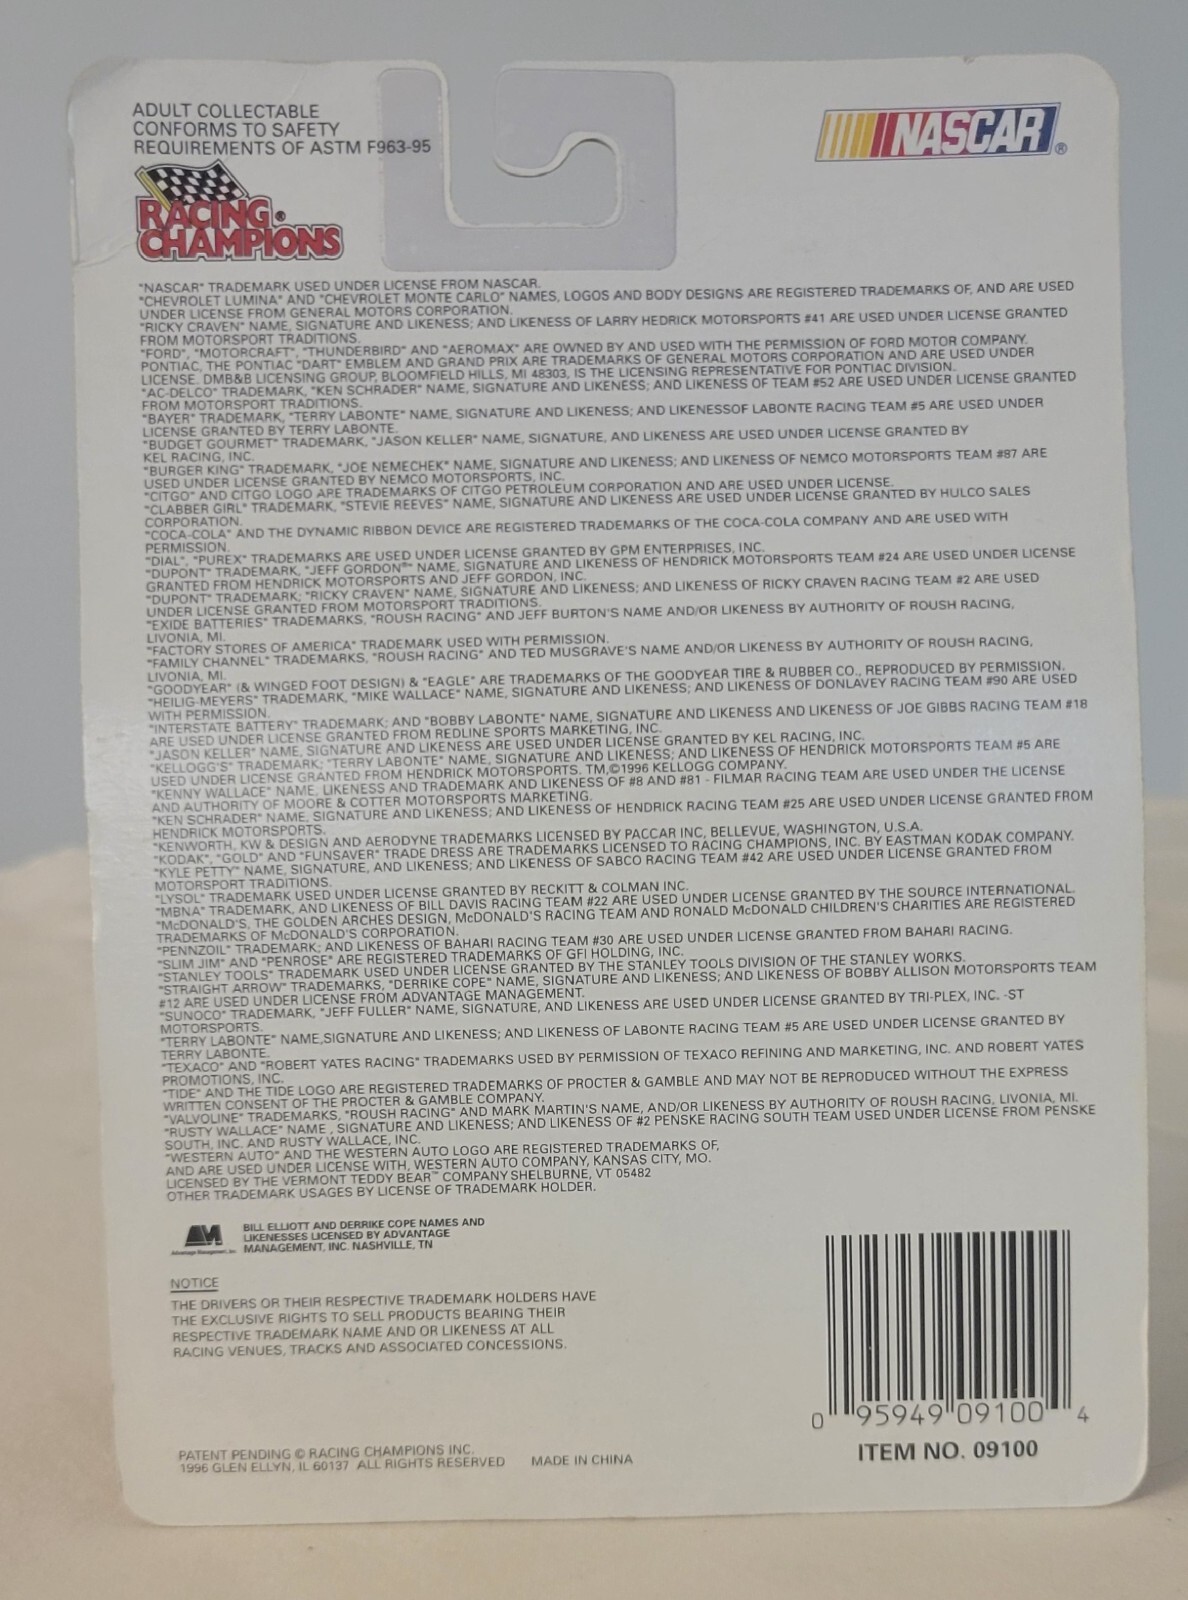 ADULT COLLECTABLE
CONFORMS TO SAFETY
REQUIREMENTS OF ASTM F963-95
NASCAR®
RACING®
CHAMPIONS
"NASCAR" TRADEMARK USED UNDER LICENSE FROM NASCAR.
"CHEVROLET LUMINA" AND "CHEVROLET MONTE CARLO" NAMES, LOGOS AND BODY DESIGNS ARE REGISTERED TRADEMARKS OF, AND ARE USED
UNDER LICENSE FROM GENERAL MOTORS CORPORATION.
"RICKY CRAVEN" NAME, SIGNATURE AND LIKENESS; AND LIKENESS OF LARRY HEDRICK MOTORSPORTS #41 ARE USED UNDER LICENSE GRANTED
FROM MOTORSPORT TRADITIONS.
"FORD", "MOTORCRAFT", "THUNDERBIRD" AND "AEROMAX" ARE OWNED BY AND USED WITH THE PERMISSION OF FORD MOTOR COMPANY.
PONTIAC, THE PONTIAC "DART" EMBLEM AND GRAND PRIX ARE TRADEMARKS OF GENERAL MOTORS CORPORATION AND ARE USED UNDER
LICENSE. DMB&B LICENSING GROUP, BLOOMFIELD HILLS, MI 48303, IS THE LICENSING REPRESENTATIVE FOR PONTIAC DIVISION.
"AC-DELCO" TRADEMARK, "KEN SCHRADER" NAME, SIGNATURE AND LIKENESS; AND LIKENESS OF TEAM #52 ARE USED UNDER LICENSE GRANTED
FROM MOTORSPORT TRADITIONS.
"BAYER" TRADEMARK, "TERRY LABONTE" NAME, SIGNATURE AND LIKENESS; AND LIKENESSOF LABONTE RACING TEAM #5 ARE USED UNDER
LICENSE GRANTED BY TERRY LABONTE.
"BUDGET GOURMET" TRADEMARK, "JASON KELLER" NAME, SIGNATURE, AND LIKENESS ARE USED UNDER LICENSE GRANTED BY
KEL RACING, INC.
"BURGER KING" TRADEMARK, "JOE NEMECHEK" NAME, SIGNATURE AND LIKENESS; AND LIKENESS OF NEMCO MOTORSPORTS TEAM #87 ARE
USED UNDER LICENSE GRANTED BY NEMCO MOTORSPORTS, INC.
"CITGO" AND CITGO LOGO ARE TRADEMARKS OF CITGO PETROLEUM CORPORATION AND ARE USED UNDER LICENSE.
"CLABBER GIRL" TRADEMARK, "STEVIE REEVES" NAME, SIGNATURE AND LIKENESS ARE USED UNDER LICENSE GRANTED BY HULCO SALES
CORPORATION.
"COCA-COLA" AND THE DYNAMIC RIBBON DEVICE ARE REGISTERED TRADEMARKS OF THE COCA-COLA COMPANY AND ARE USED WITH
PERMISSION.
"DIAL", "PUREX" TRADEMARKS ARE USED UNDER LICENSE GRANTED BY GPM ENTERPRISES, INC.
"DUPONT" TRADEMARK, "JEFF GORDON®" NAME, SIGNATURE AND LIKENESS OF HENDRICK MOTORSPORTS TEAM #24 ARE USED UNDER LICENSE
GRANTED FROM HENDRICK MOTORSPORTS AND JEFF GORDON, INC.
"DUPONT" TRADEMARK; "RICKY CRAVEN" NAME, SIGNATURE AND LIKENESS; AND LIKENESS OF RICKY CRAVEN RACING TEAM #2 ARE USED
UNDER LICENSE GRANTED FROM MOTORSPORT TRADITIONS.
"EXIDE BATTERIES" TRADEMARKS, "ROUSH RACING" AND JEFF BURTON'S NAME AND/OR LIKENESS BY AUTHORITY OF ROUSH RACING,
LIVONIA, MI.
"FACTORY STORES OF AMERICA" TRADEMARK USED WITH PERMISSION.
"FAMILY CHANNEL" TRADEMARKS, "ROUSH RACING" AND TED MUSGRAVE'S NAME AND/OR LIKENESS BY AUTHORITY OF ROUSH RACING,
LIVONIA, MI.
"GOODYEAR" (& WINGED FOOT DESIGN) & "EAGLE" ARE TRADEMARKS OF THE GOODYEAR TIRE & RUBBER CO., REPRODUCED BY PERMISSION.
"HEILIG-MEYERS" TRADEMARK, "MIKE WALLACE" NAME, SIGNATURE AND LIKENESS; AND LIKENESS OF DONLAVEY RACING TEAM #90 ARE USED
WITH PERMISSION.
"INTERSTATE BATTERY" TRADEMARK; AND "BOBBY LABONTE" NAME, SIGNATURE AND LIKENESS AND LIKENESS OF JOE GIBBS RACING TEAM #18
ARE USED UNDER LICENSE GRANTED FROM REDLINE SPORTS MARKETING, INC.
"JASON KELLER" NAME, SIGNATURE AND LIKENESS ARE USED UNDER LICENSE GRANTED BY KEL RACING, INC.
"KELLOGG'S" TRADEMARK; "TERRY LABONTE" NAME, SIGNATURE AND LIKENESS; AND LIKENESS OF HENDRICK MOTORSPORTS TEAM #5 ARE
USED UNDER LICENSE GRANTED FROM HENDRICK MOTORSPORTS. TM,©1996 KELLOGG COMPANY.
"KENNY WALLACE" NAME, LIKENESS AND TRADEMARK AND LIKENESS OF #8 AND #81 - FILMAR RACING TEAM ARE USED UNDER THE LICENSE
AND AUTHORITY OF MOORE & COTTER MOTORSPORTS MARKETING.
"KEN SCHRADER" NAME, SIGNATURE AND LIKENESS; AND LIKENESS OF HENDRICK RACING TEAM #25 ARE USED UNDER LICENSE GRANTED FROM
HENDRICK MOTORSPORTS.
"KENWORTH, KW & DESIGN AND AERODYNE TRADEMARKS LICENSED BY PACCAR INC, BELLEVUE, WASHINGTON, U.S.A.
"KODAK", "GOLD" AND "FUNSAVER" TRADE DRESS ARE TRADEMARKS LICENSED TO RACING CHAMPIONS, INC. BY EASTMAN KODAK COMPANY.
"KYLE PETTY" NAME, SIGNATURE, AND LIKENESS; AND LIKENESS OF SABCO RACING TEAM #42 ARE USED UNDER LICENSE GRANTED FROM
MOTORSPORT TRADITIONS.
"LYSOL" TRADEMARK USED UNDER LICENSE GRANTED BY RECKITT & COLMAN INC.
"MBNA" TRADEMARK, AND LIKENESS OF BILL DAVIS RACING TEAM #22 ARE USED UNDER LICENSE GRANTED BY THE SOURCE INTERNATIONAL.
"McDONALD'S, THE GOLDEN ARCHES DESIGN, McDONALD'S RACING TEAM AND RONALD McDONALD CHILDREN'S CHARITIES ARE REGISTERED
TRADEMARKS OF McDONALD'S CORPORATION.
"PENNZOIL" TRADEMARK; AND LIKENESS OF BAHARI RACING TEAM #30 ARE USED UNDER LICENSE GRANTED FROM BAHARI RACING.
"SLIM JIM" AND "PENROSE" ARE REGISTERED TRADEMARKS OF GFI HOLDING, INC.
"STANLEY TOOLS" TRADEMARK USED UNDER LICENSE GRANTED BY THE STANLEY TOOLS DIVISION OF THE STANLEY WORKS.
"STRAIGHT ARROW" TRADEMARKS, "DERRIKE COPE" NAME, SIGNATURE AND LIKENESS; AND LIKENESS OF BOBBY ALLISON MOTORSPORTS TEAM
#12 ARE USED UNDER LICENSE FROM ADVANTAGE MANAGEMENT.
"SUNOCO" TRADEMARK, "JEFF FULLER" NAME, SIGNATURE, AND LIKENESS ARE USED UNDER LICENSE GRANTED BY TRI-PLEX, INC. -ST
MOTORSPORTS.
"TERRY LABONTE" NAME,SIGNATURE AND LIKENESS; AND LIKENESS OF LABONTE RACING TEAM #5 ARE USED UNDER LICENSE GRANTED BY
TERRY LABONTE.
"TEXACO" AND "ROBERT YATES RACING" TRADEMARKS USED BY PERMISSION OF TEXACO REFINING AND MARKETING, INC. AND ROBERT YATES
PROMOTIONS, INC.
"TIDE" AND THE TIDE LOGO ARE REGISTERED TRADEMARKS OF PROCTER & GAMBLE AND MAY NOT BE REPRODUCED WITHOUT THE EXPRESS
WRITTEN CONSENT OF THE PROCTER & GAMBLE COMPANY.
"VALVOLINE" TRADEMARKS, "ROUSH RACING" AND MARK MARTIN'S NAME, AND/OR LIKENESS BY AUTHORITY OF ROUSH RACING, LIVONIA, MI.
"RUSTY WALLACE" NAME , SIGNATURE AND LIKENESS; AND LIKENESS OF #2 PENSKE RACING SOUTH TEAM USED UNDER LICENSE FROM PENSKE
SOUTH, INC. AND RUSTY WALLACE, INC.
"WESTERN AUTO" AND THE WESTERN AUTO LOGO ARE REGISTERED TRADEMARKS OF,
AND ARE USED UNDER LICENSE WITH, WESTERN AUTO COMPANY, KANSAS CITY, MO.
LICENSED BY THE VERMONT TEDDY BEAR™ COMPANY SHELBURNE, VT 05482
OTHER TRADEMARK USAGES BY LICENSE OF TRADEMARK HOLDER.
Advantage Management, Inc.
BILL ELLIOTT AND DERRIKE COPE NAMES AND
LIKENESSES LICENSED BY ADVANTAGE
MANAGEMENT, INC. NASHVILLE, TN
NOTICE
THE DRIVERS OR THEIR RESPECTIVE TRADEMARK HOLDERS HAVE
THE EXCLUSIVE RIGHTS TO SELL PRODUCTS BEARING THEIR
RESPECTIVE TRADEMARK NAME AND OR LIKENESS AT ALL
RACING VENUES, TRACKS AND ASSOCIATED CONCESSIONS.
0 95949 09100 4
ITEM NO. 09100
PATENT PENDING © RACING CHAMPIONS INC.
1996 GLEN ELLYN, IL 60137 ALL RIGHTS RESERVED MADE IN CHINA